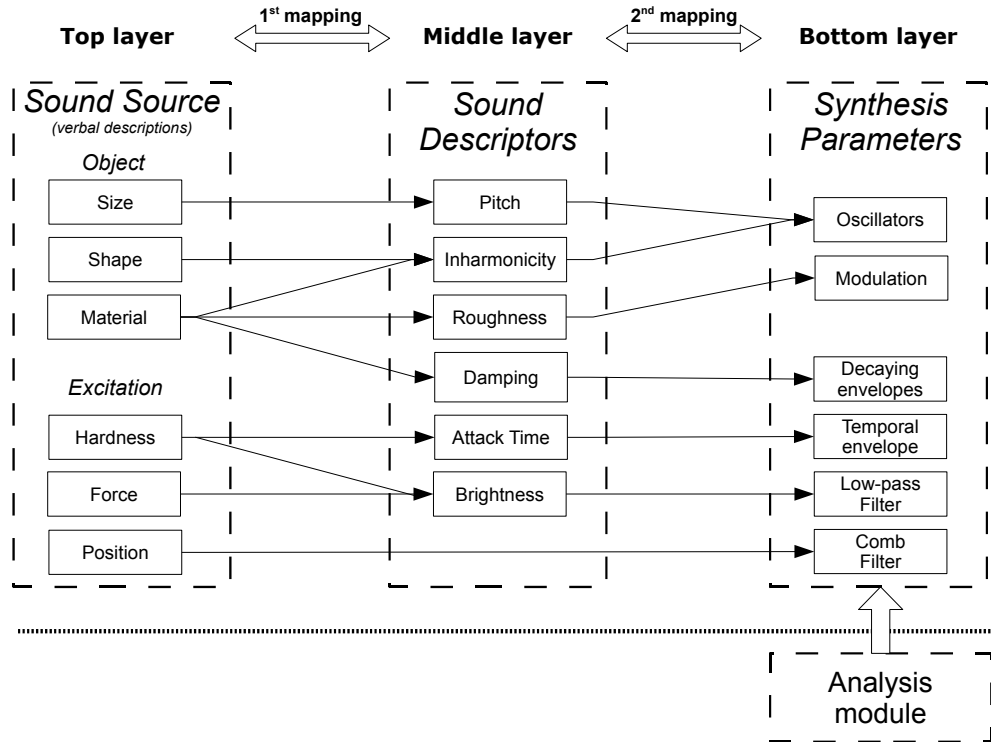 1st mapping
2nd mapping
Top layer
Middle layer
Bottom layer
Sound Source
(verbal descriptions)
Object
Size
Shape
Material
Excitation
Hardness
Force
Position
Sound
Descriptors
Pitch
Inharmonicity
Roughness
Damping
Attack Time
Brightness
Synthesis
Parameters
Oscillators
Modulation
Decaying
envelopes
Temporal
envelope
Low-pass
Filter
Comb
Filter
Analysis
module